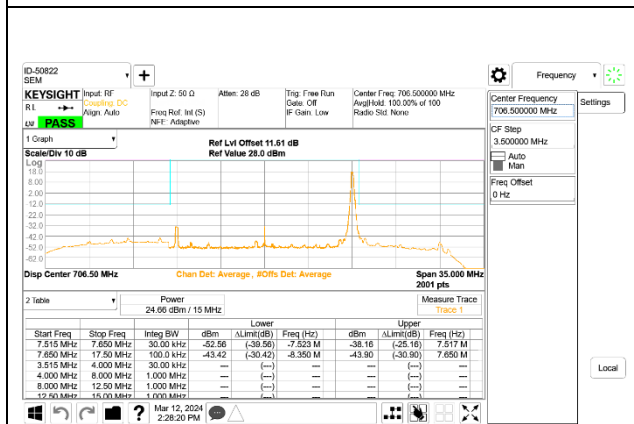 ID-50822
SEM
Frequency
KEYSIGHT
Input: RF
Input Z: 50 Ω
Atten: 28 dB
Trig: Free Run
Center Freq: 706.500000 MHz
RL
Coupling: DC
Gate: Off
Avg|Hold: 100.00% of 100
Align: Auto
Freq Ref: Int (S)
IF Gain: Low
Radio Std: None
PASS
NFE: Adaptive
Center Frequency
706.500000 MHz
Settings
CF Step
3.500000 MHz
Auto
Man
Freq Offset
0 Hz
1 Graph
Ref Lvl Offset 11.61 dB
Scale/Div 10 dB
Ref Value 28.0 dBm
Log
18.0
8.00
2.00
-12.0
-22.0
-32.0
-42.0
-52.0
-62.0
Disp Center 706.50 MHz
Chan Det: Average, #Offs Det: Average
Span 35.000 MHz
2001 pts
2 Table
Power
24.66 dBm / 15 MHz
Measure Trace
Trace 1
Lower Upper
Start Freq Stop Freq Integ BW dBm ΔLimit(dB) Freq (Hz) dBm ΔLimit(dB) Freq (Hz)
7.515 MHz 7.650 MHz 30.00 kHz -52.56 (-39.56) -7.523 M -38.16 (-25.16) 7.517 M
7.650 MHz 17.50 MHz 100.0 kHz -43.42 (-30.42) -8.350 M -43.90 (-30.90) 7.650 M
3.515 MHz 4.000 MHz 30.00 kHz --- (---) --- --- (---) ---
4.000 MHz 8.000 MHz 1.000 MHz --- (---) --- --- (---) ---
8.000 MHz 12.50 MHz 1.000 MHz --- (---) --- --- (---) ---
12.50 MHz 15.00 MHz 1.000 MHz --- (---) --- --- (---) ---
Local
?
Mar 12, 2024
2:28:20 PM